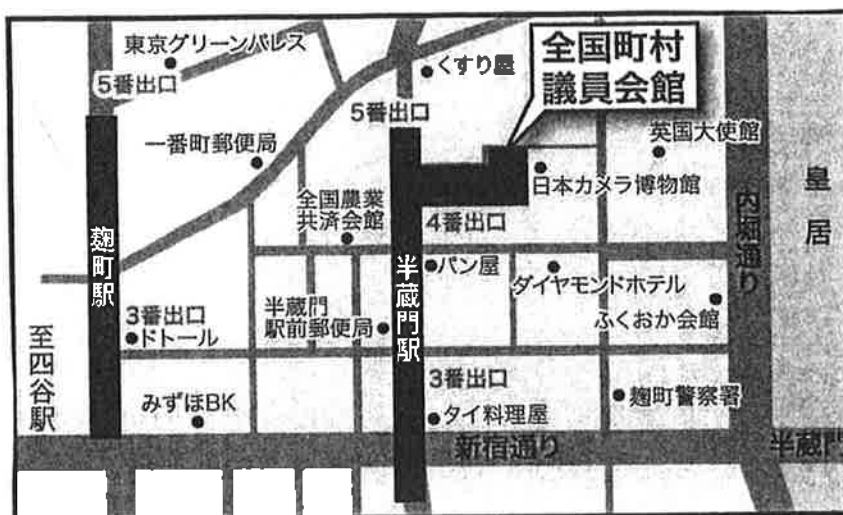 東京グリーンパレス
5番出口
くすり屋
全国町村
議員会館
5番出口
一番町郵便局
英国大使館
日本カメラ博物館
皇居
内堀通り
全国農業
共済会館
4番出口
麹町駅
半蔵門駅
パン屋
ダイヤモンドホテル
ふくおか会館
3番出口
ドトール
半蔵門
駅前郵便局
至四谷駅
3番出口
みずほBK
タイ料理屋
麹町警察署
新宿通り
半蔵門